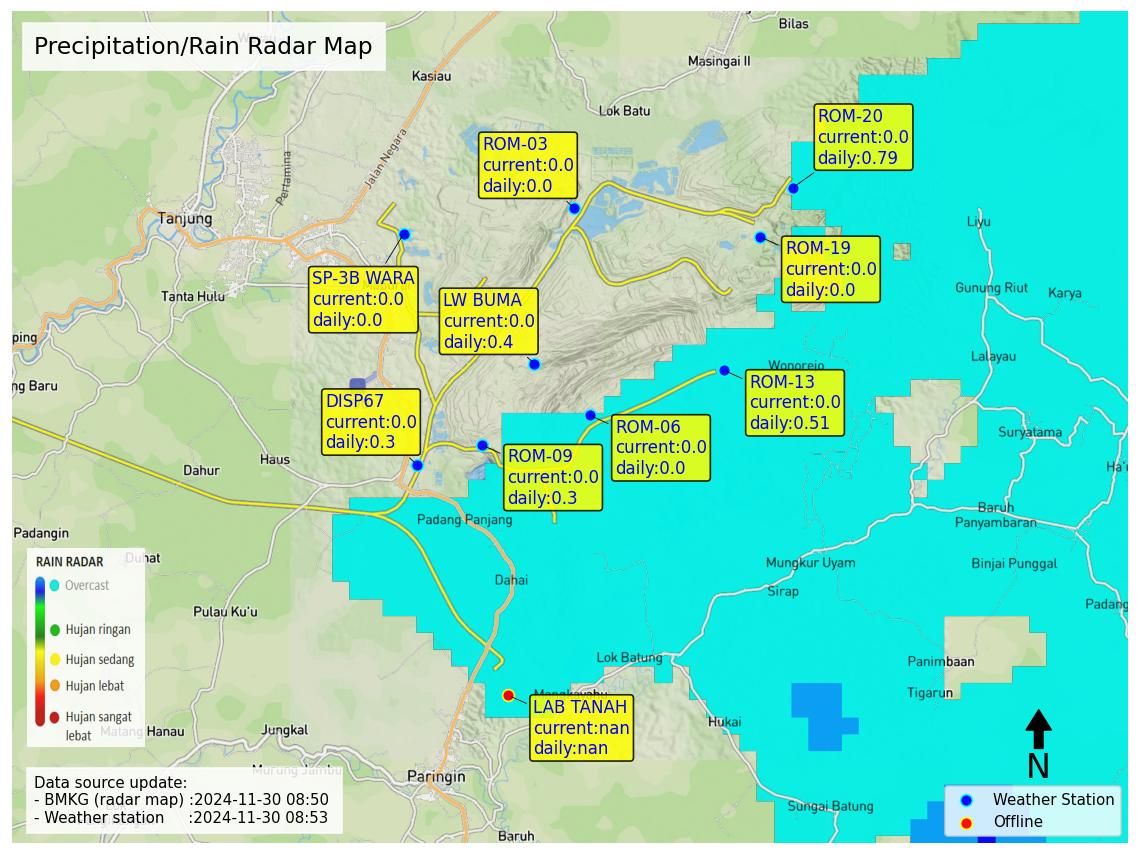 Precipitation/Rain Radar Map
Bilas
Masingai II
Kasiau
Lok Batu
Jalan Negara
Pertamina
Tanjung
Tanta Hulu
ping
ng Baru
ROM-03
current:0.0
daily:0.0
ROM-20
current:0.0
daily:0.79
ROM-19
current:0.0
daily:0.0
SP-3B WARA
current:0.0
daily:0.0
LW BUMA
current:0.0
daily:0.4
DISP67
current:0.0
daily:0.3
ROM-13
current:0.0
daily:0.51
ROM-06
current:0.0
daily:0.0
ROM-09
current:0.0
daily:0.3
Liyu
Gunung Riut
Karya
Lalayau
Wonorejo
Suryatama
Ha'u
Dahur
Haus
Padang Panjang
Baruh
Panyambaran
Padangin
Duhat
Dahai
Mungkur Uyam
Binjai Punggal
Sirap
Padang
Pulau Ku'u
Lok Batung
Panimbaan
Tigarun
Hukai
LAB TANAH
current:nan
daily:nan
RAIN RADAR
Overcast
Hujan ringan
Hujan sedang
Hujan lebat
Hujan sangat
lebat
Matang Hanau
Jungkal
Murung Jambu
Paringin
Baruh
Sungai Batung
N
Data source update:
- BMKG (radar map) :2024-11-30 08:50
- Weather station :2024-11-30 08:53
Weather Station
Offline